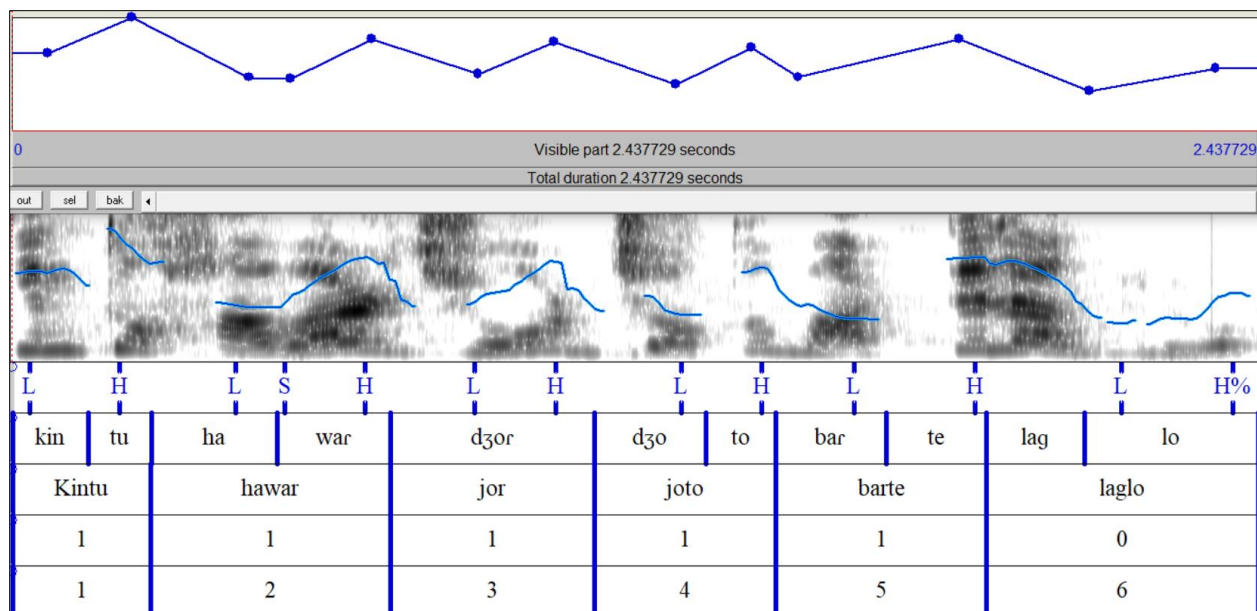 0 Visible part 2.437729 seconds 2.437729
Total duration 2.437729 seconds
out sel bak
L H L S H L H L H L H L H%
kin tu ha waɾ dʒoɾ dʒo to baɾ te lag lo
Kintu hawar jor joto barte laglo
1 1 1 1 1 0
1 2 3 4 5 6